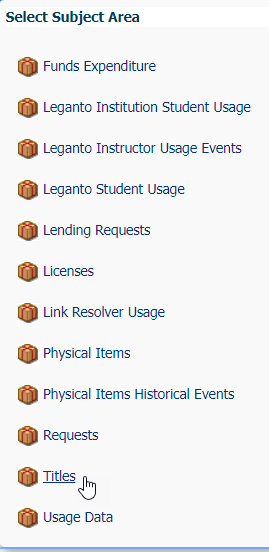 Select Subject Area
Funds Expenditure
Leganto Institution Student Usage
Leganto Instructor Usage Events
Leganto Student Usage
Lending Requests
Licenses
Link Resolver Usage
Physical Items
Physical Items Historical Events
Requests
Titles
Usage Data